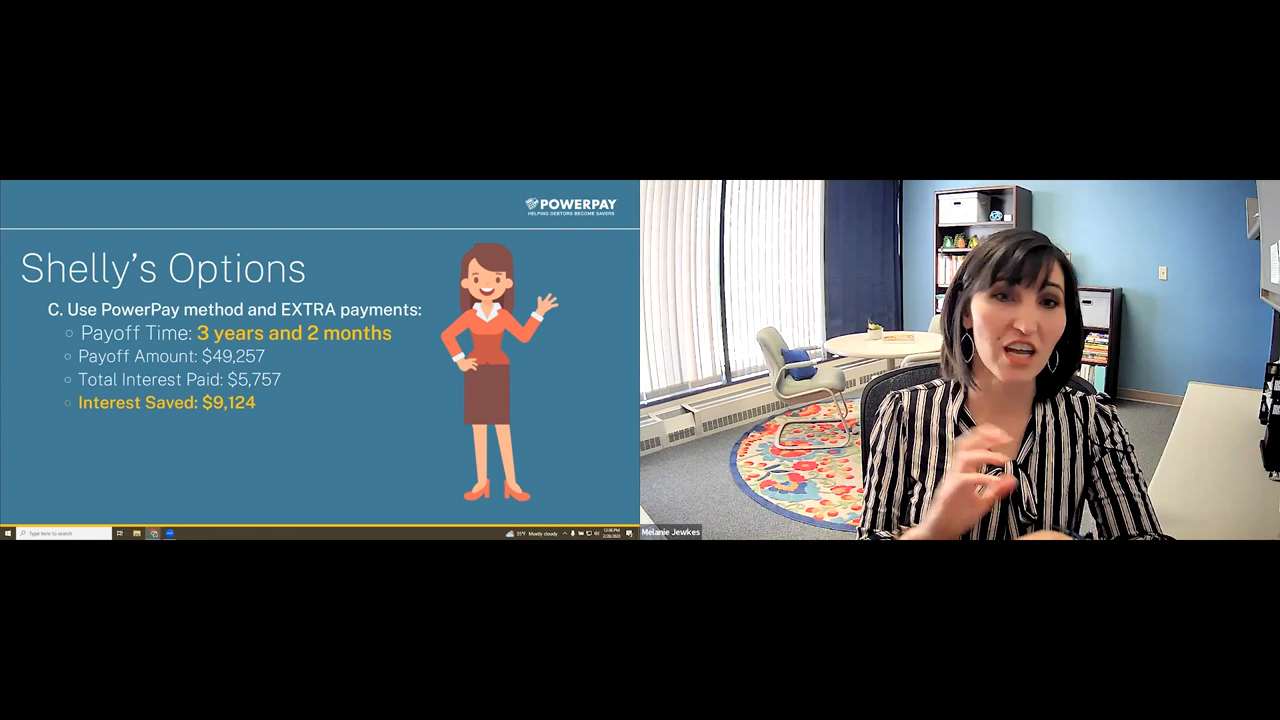 POWERPAY
HELPING DEBTORS BECOME SAVERS
Shelly's Options
C. Use PowerPay method and EXTRA payments:
○ Payoff Time: 3 years and 2 months
○ Payoff Amount: $49,257
○ Total Interest Paid: $5,757
○ Interest Saved: $9,124
Type here to search
35°F Mostly cloudy
Melanie Jewkes